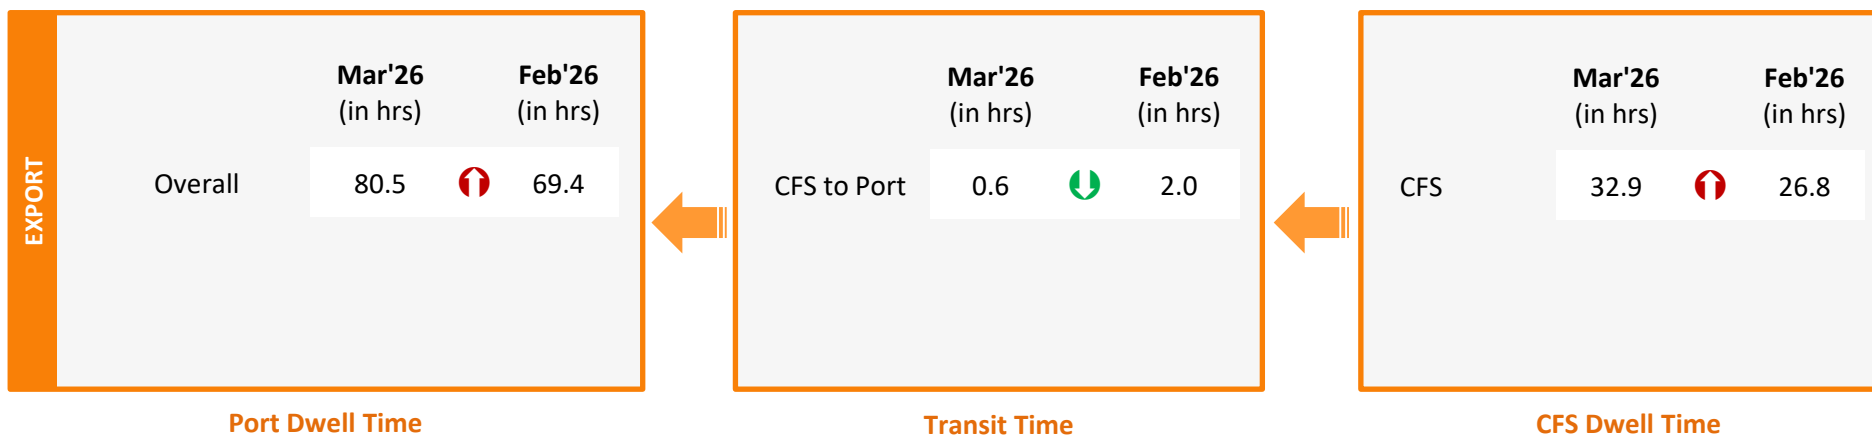 EXPORT
Mar'26 Feb'26
(in hrs) (in hrs)
Overall 80.5 69.4
Port Dwell Time
Mar'26 Feb'26
(in hrs) (in hrs)
CFS to Port 0.6 2.0
Transit Time
Mar'26 Feb'26
(in hrs) (in hrs)
CFS 32.9 26.8
CFS Dwell Time